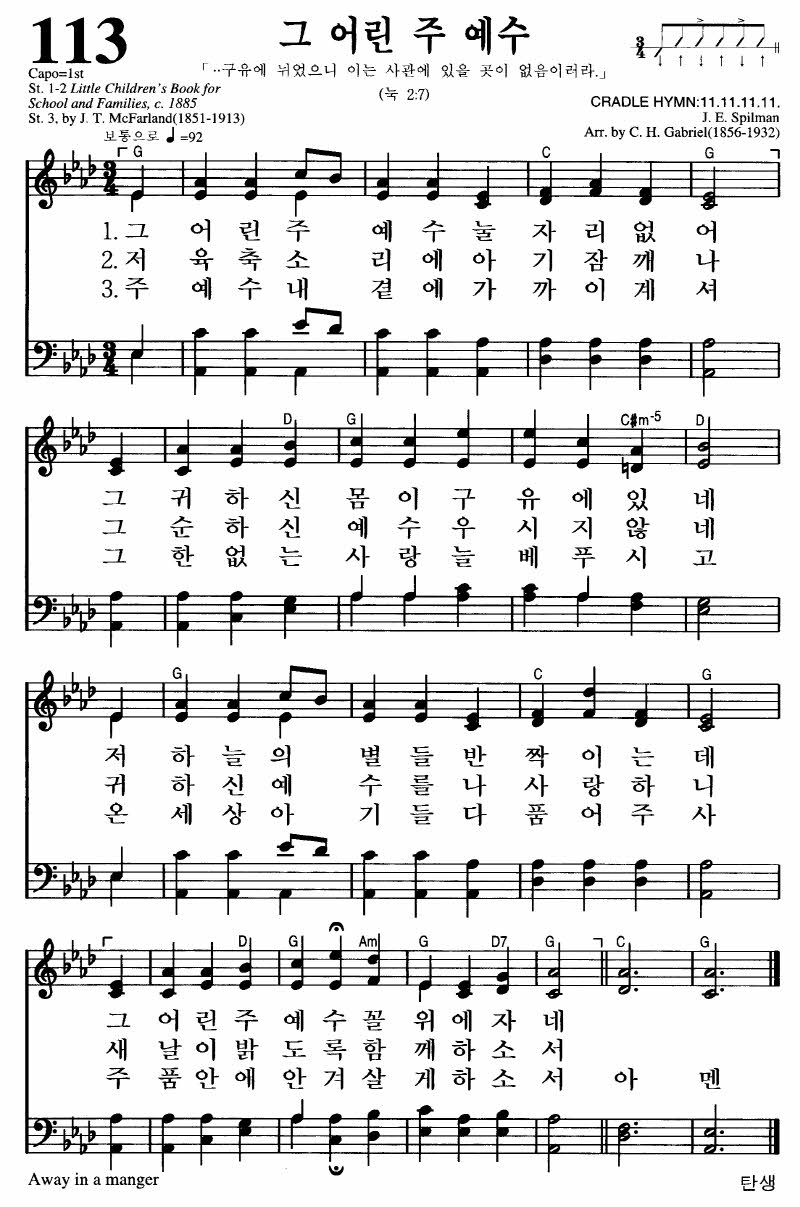 113
그 어린 주 예수
「··구유에 뉘었으니 이는 사관에 있을 곳이 없음이러라.」
(눅 2:7)
3/4
Capo=1st
St. 1-2 Little Children's Book for
School and Families, c. 1885
St. 3, by J. T. McFarland(1851-1913)
CRADLE HYMN:11.11.11.11.
J. E. Spilman
Arr. by C. H. Gabriel(1856-1932)
보통으로 ♩=92
G C G
3/4
1. 그 어 린 주 예 수 눌 자 리 없 어
2. 저 육 축 소 리 에 아 기 잠 깨 나
3. 주 예 수 내 곁 에 가 까 이 계 셔
3/4
D G C#m-5 D
그 귀 하 신 몸 이 구 유 에 있 네
그 순 하 신 예 수 우 시 지 않 네
그 한 없 는 사 랑 늘 베 푸 시 고
G C G
저 하 늘 의 별 들 반 짝 이 는 데
귀 하 신 예 수 를 나 사 랑 하 니
온 세 상 아 기 들 다 품 어 주 사
D G Am G D7 G C G
그 어 린 주 예 수 꼴 위 에 자 네
새 날 이 밝 도 록 함 께 하 소 서
주 품 안 에 안 겨 살 게 하 소 서 아 멘
Away in a manger
탄생